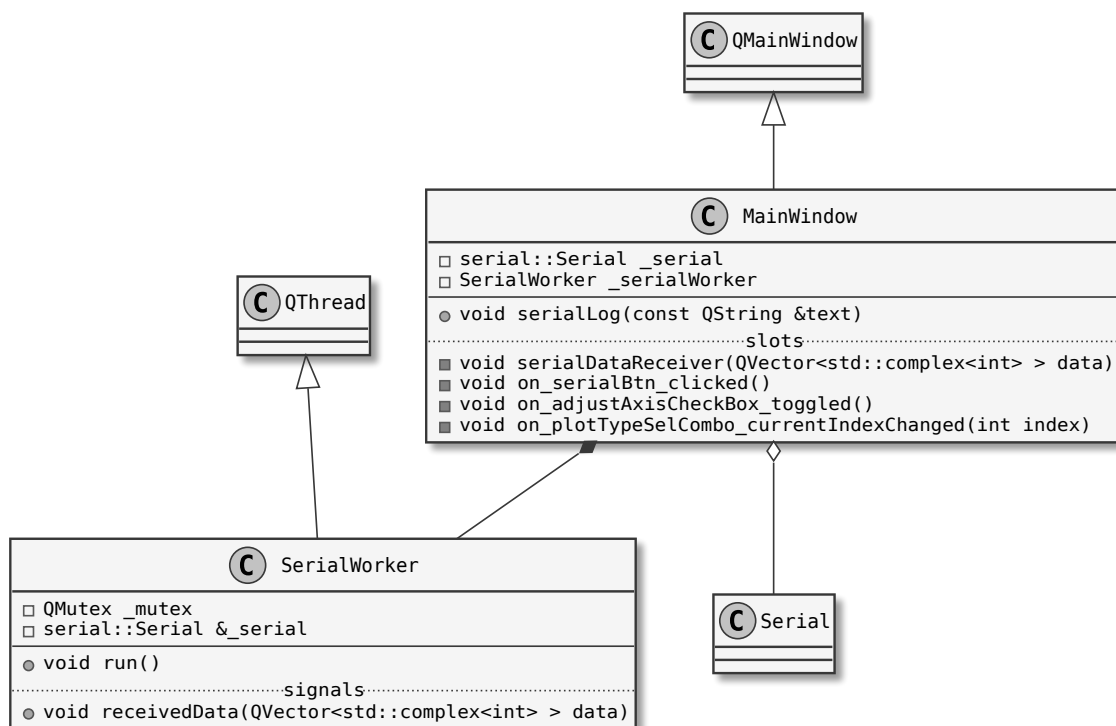 C QMainWindow
C MainWindow
serial::Serial _serial
SerialWorker _serialWorker
void serialLog(const QString &text)
slots
void serialDataReceiver(QVector<std::complex<int> > data)
void on_serialBtn_clicked()
void on_adjustAxisCheckBox_toggled()
void on_plotTypeSelCombo_currentIndexChanged(int index)
C QThread
C SerialWorker
QMutex _mutex
serial::Serial &_serial
void run()
signals
void receivedData(QVector<std::complex<int> > data)
C Serial